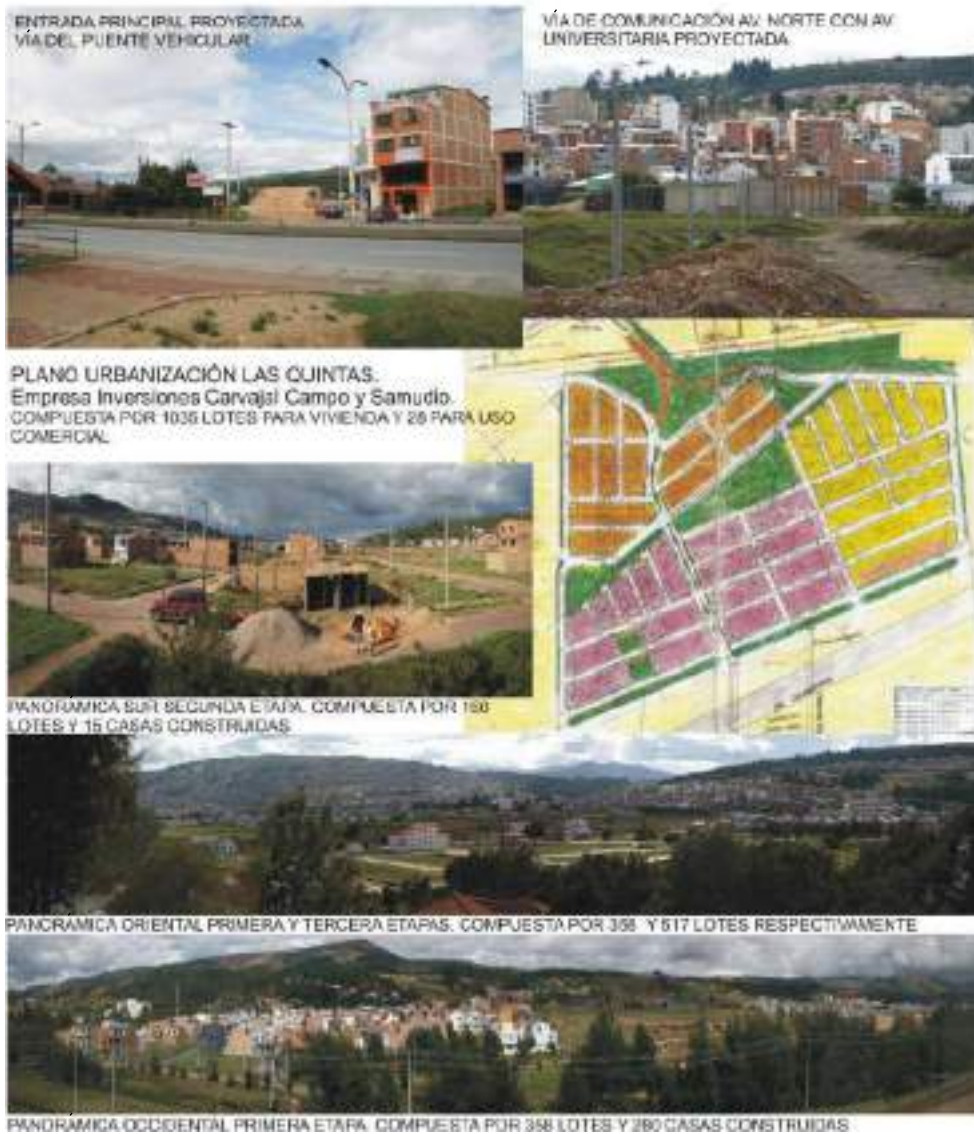 ENTRADA PRINCIPAL PROYECTADA
VÍA DEL PUENTE VEHICULAR
VÍA DE COMUNICACIÓN AV. NORTE CON AV.
UNIVERSITARIA PROYECTADA
PLANO URBANIZACIÓN LAS QUINTAS.
Empresa Inversiones Carvajal Campo y Samudio.
COMPUESTA POR 1035 LOTES PARA VIVIENDA Y 28 PARA USO
COMERCIAL
PANORÁMICA SUR SEGUNDA ETAPA. COMPUESTA POR 160
LOTES Y 15 CASAS CONSTRUIDAS
PANORÁMICA ORIENTAL PRIMERA Y TERCERA ETAPAS. COMPUESTA POR 358 Y 517 LOTES RESPECTIVAMENTE
PANORÁMICA OCCIDENTAL PRIMERA ETAPA. COMPUESTA POR 358 LOTES Y 280 CASAS CONSTRUIDAS